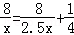 8/x = 8/2.5x + 1/4